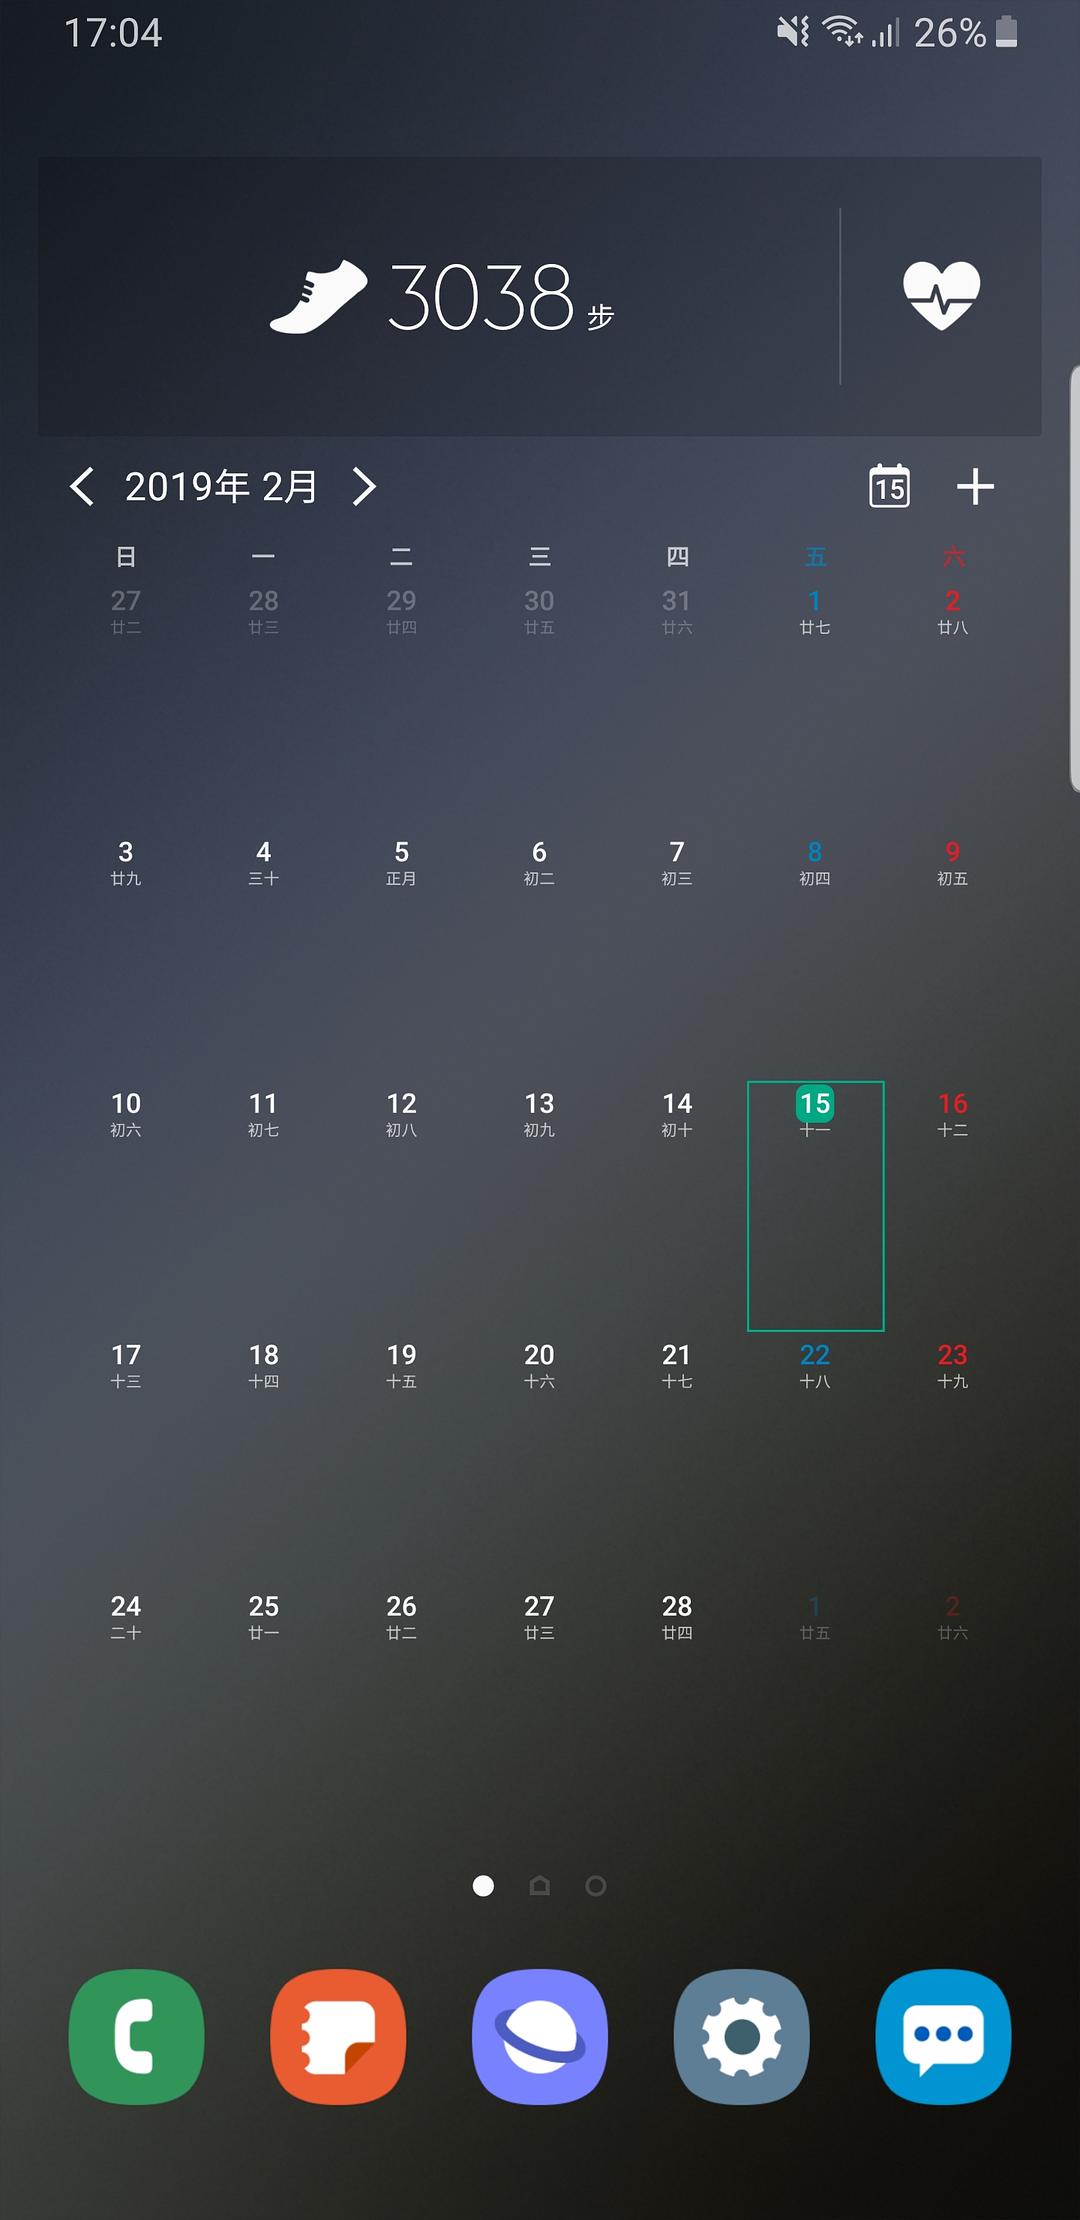 17:04 26%
3038 步
2019年 2月 15
日 一 二 三 四 五 六
27 28 29 30 31 1 2
廿二 廿三 廿四 廿五 廿六 廿七 廿八
3 4 5 6 7 8 9
廿九 三十 正月 初二 初三 初四 初五
10 11 12 13 14 15 16
初六 初七 初八 初九 初十 十一 十二
17 18 19 20 21 22 23
十三 十四 十五 十六 十七 十八 十九
24 25 26 27 28 1 2
二十 廿一 廿二 廿三 廿四 廿五 廿六